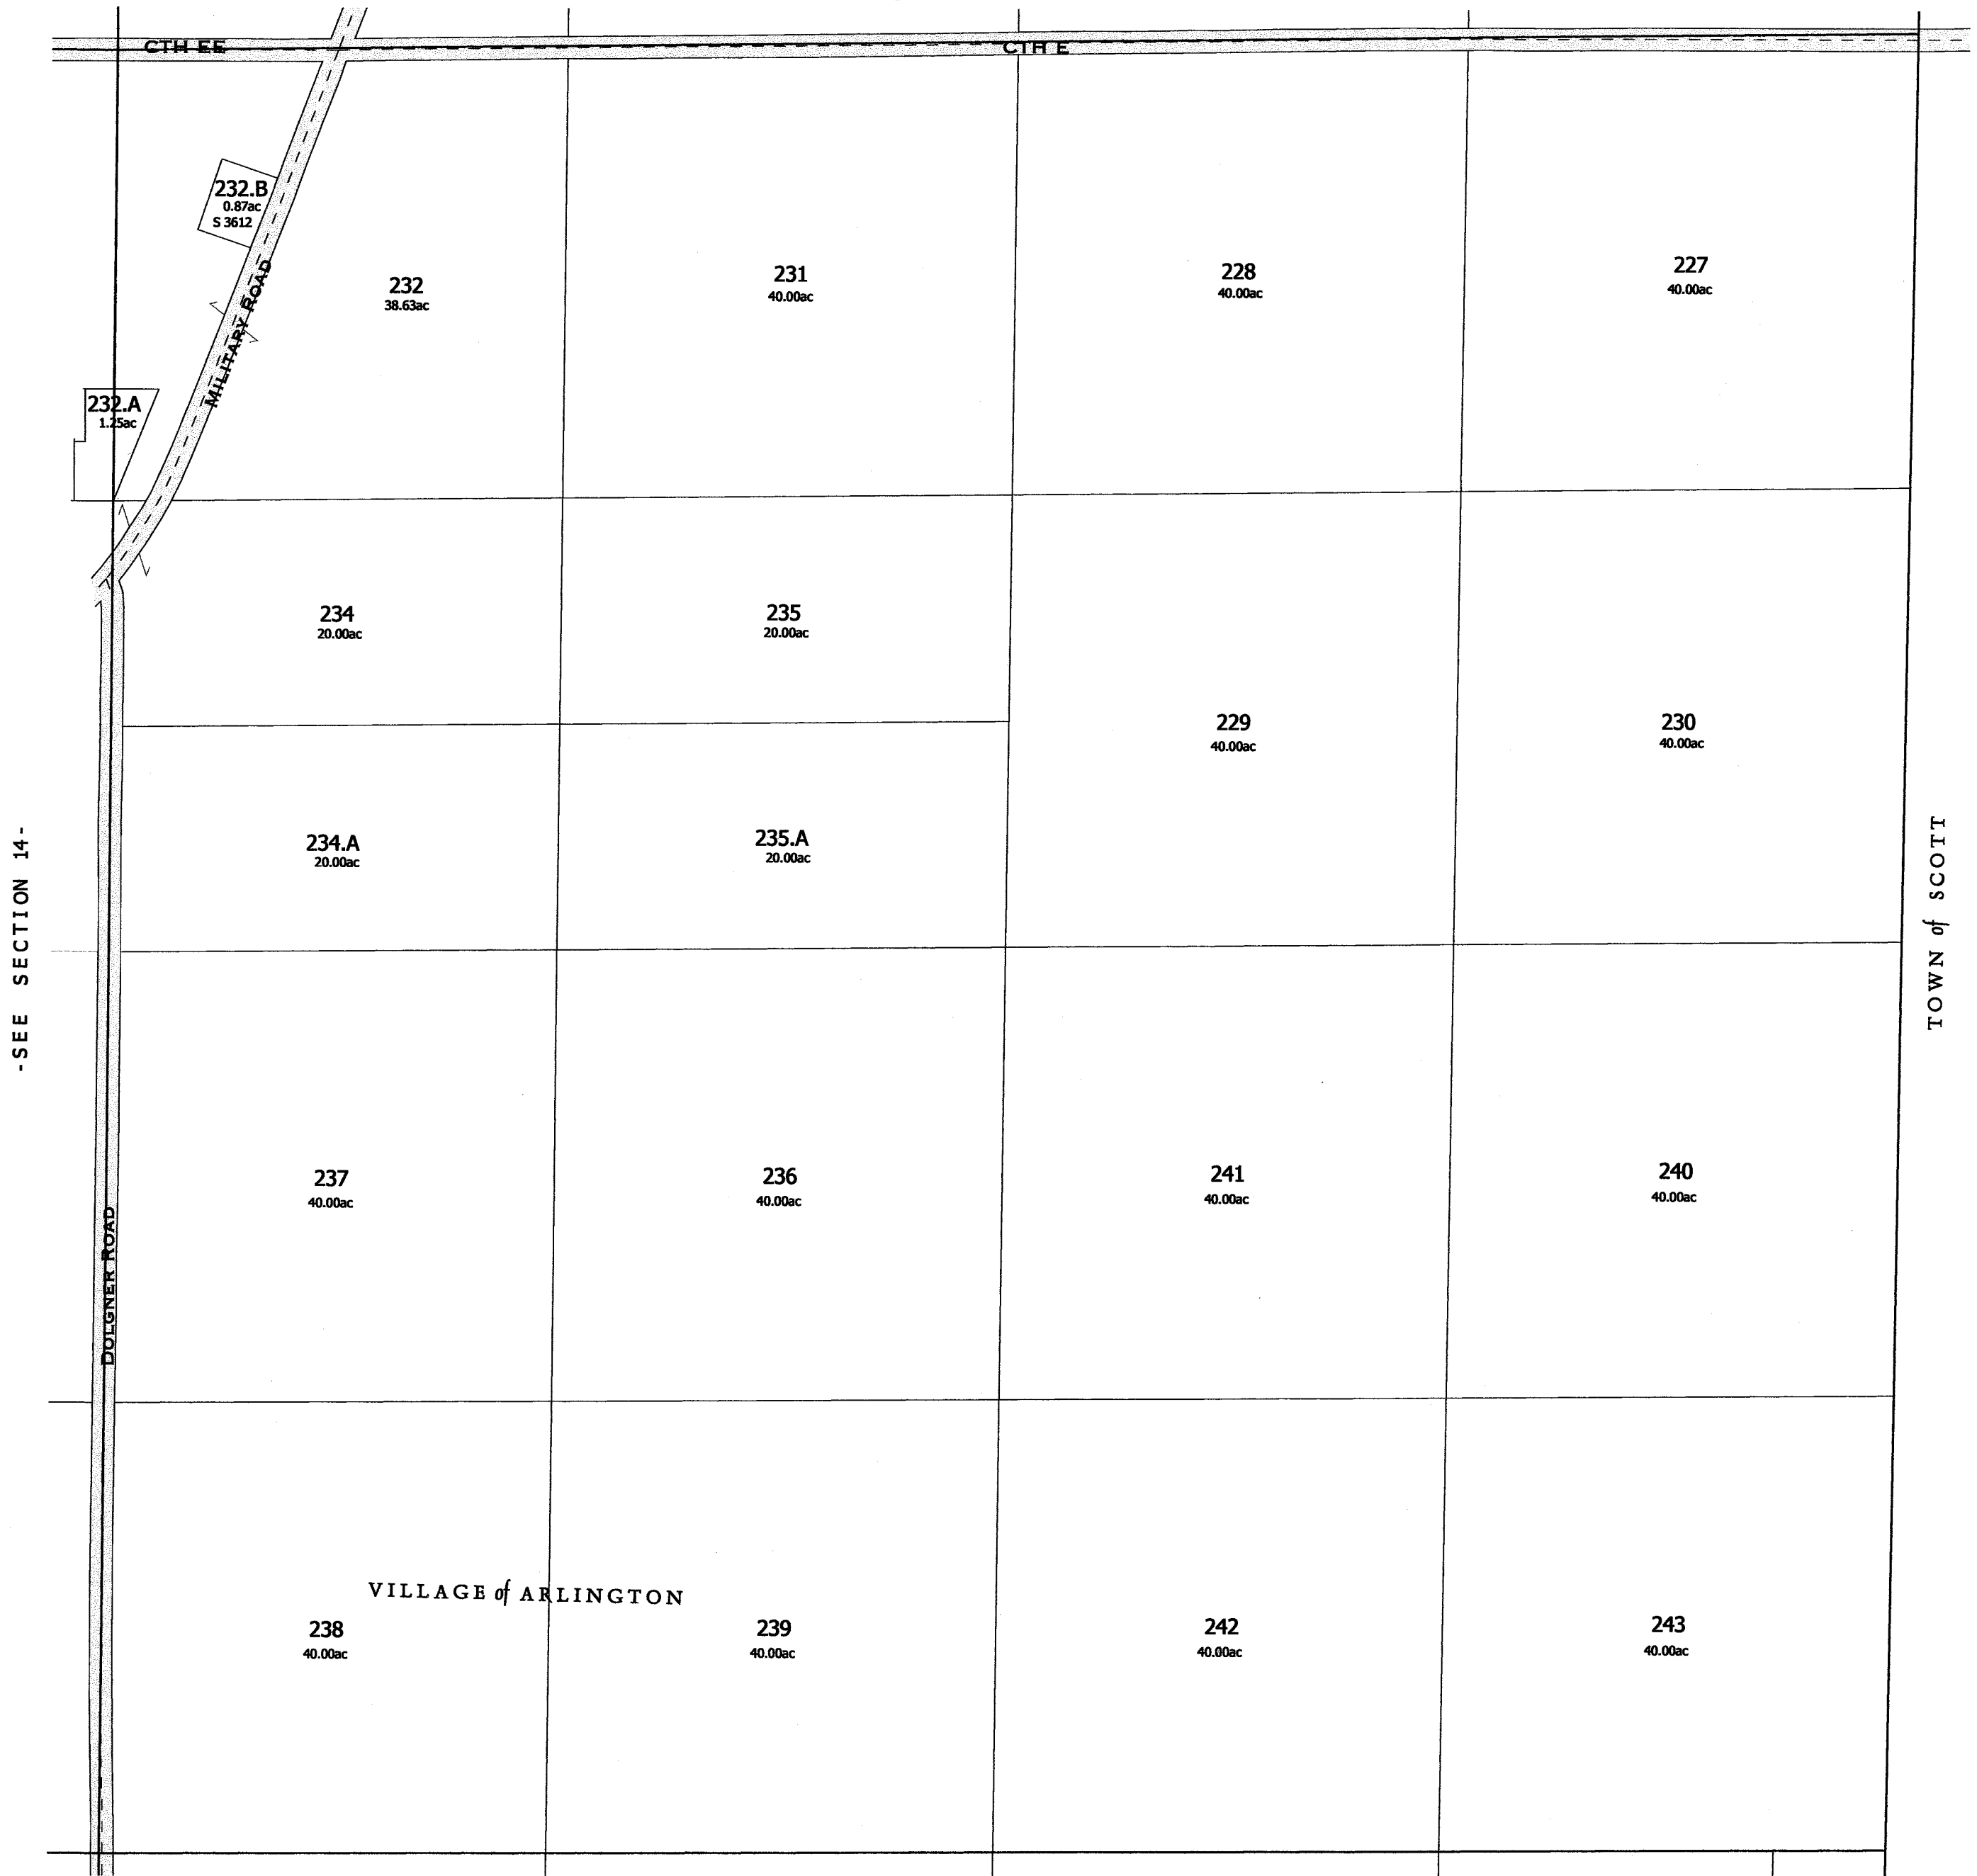 CTH EE
CTH E
232.B
0.87ac
S 3612
MILITARY ROAD
232
38.63ac
231
40.00ac
228
40.00ac
227
40.00ac
232.A
1.25ac
234
20.00ac
235
20.00ac
229
40.00ac
230
40.00ac
234.A
20.00ac
235.A
20.00ac
-SEE SECTION 14-
TOWN of SCOTT
237
40.00ac
236
40.00ac
241
40.00ac
240
40.00ac
DOLGNER ROAD
VILLAGE of ARLINGTON
238
40.00ac
239
40.00ac
242
40.00ac
243
40.00ac